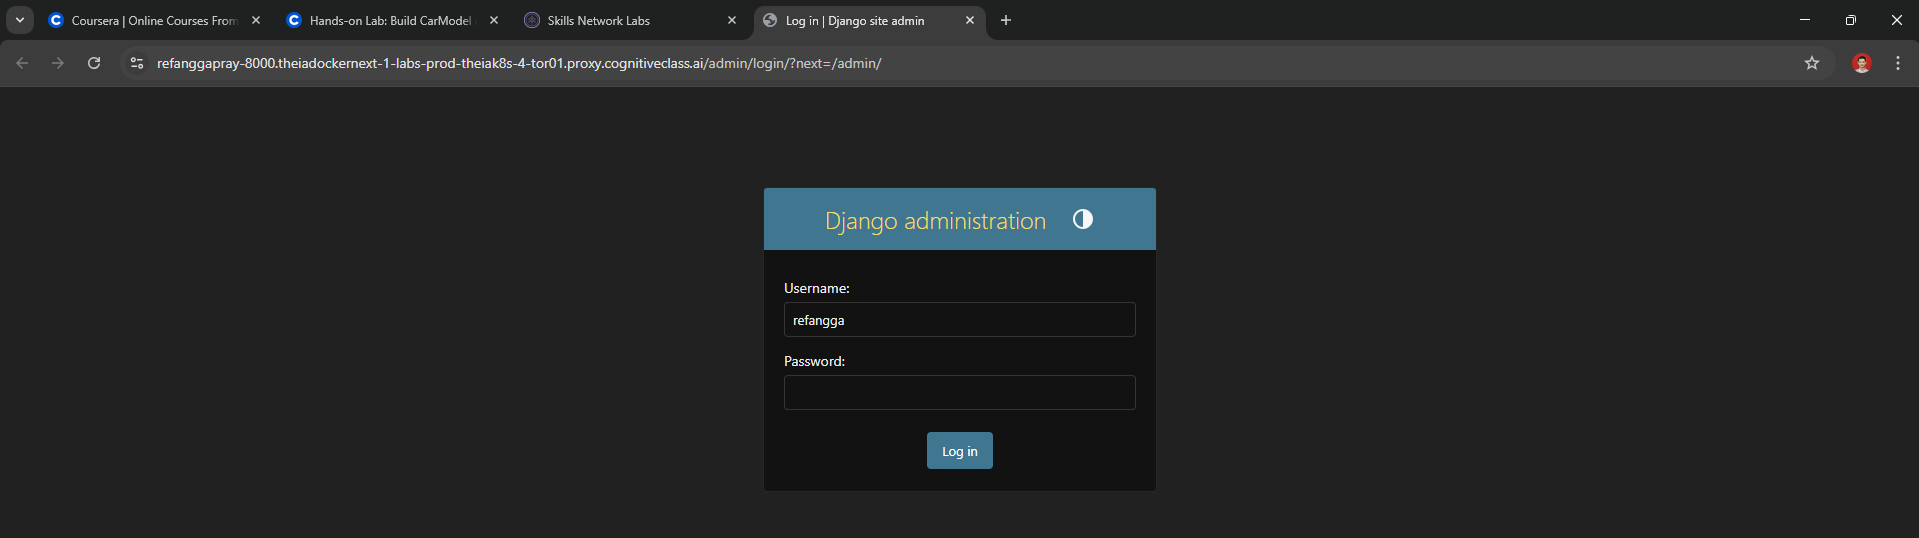 Coursera | Online Courses From
Hands-on Lab: Build CarModel
Skills Network Labs
Log in | Django site admin
refanggapray-8000.theiadockernext-1-labs-prod-theiak8s-4-tor01.proxy.cognitiveclass.ai/admin/login/?next=/admin/
Django administration
Username:
refangga
Password:
Log in